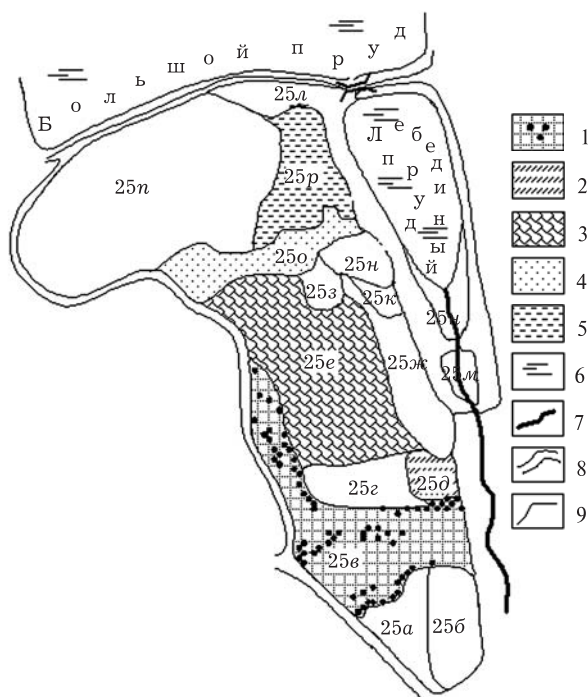 Большой пруд
Лебединый
пруд
25л
25п
25р
25о
25н
25з
25к
25и
25е
25ж
25м
25г
25д
25в
25а
25б
1
2
3
4
5
6
7
8
9